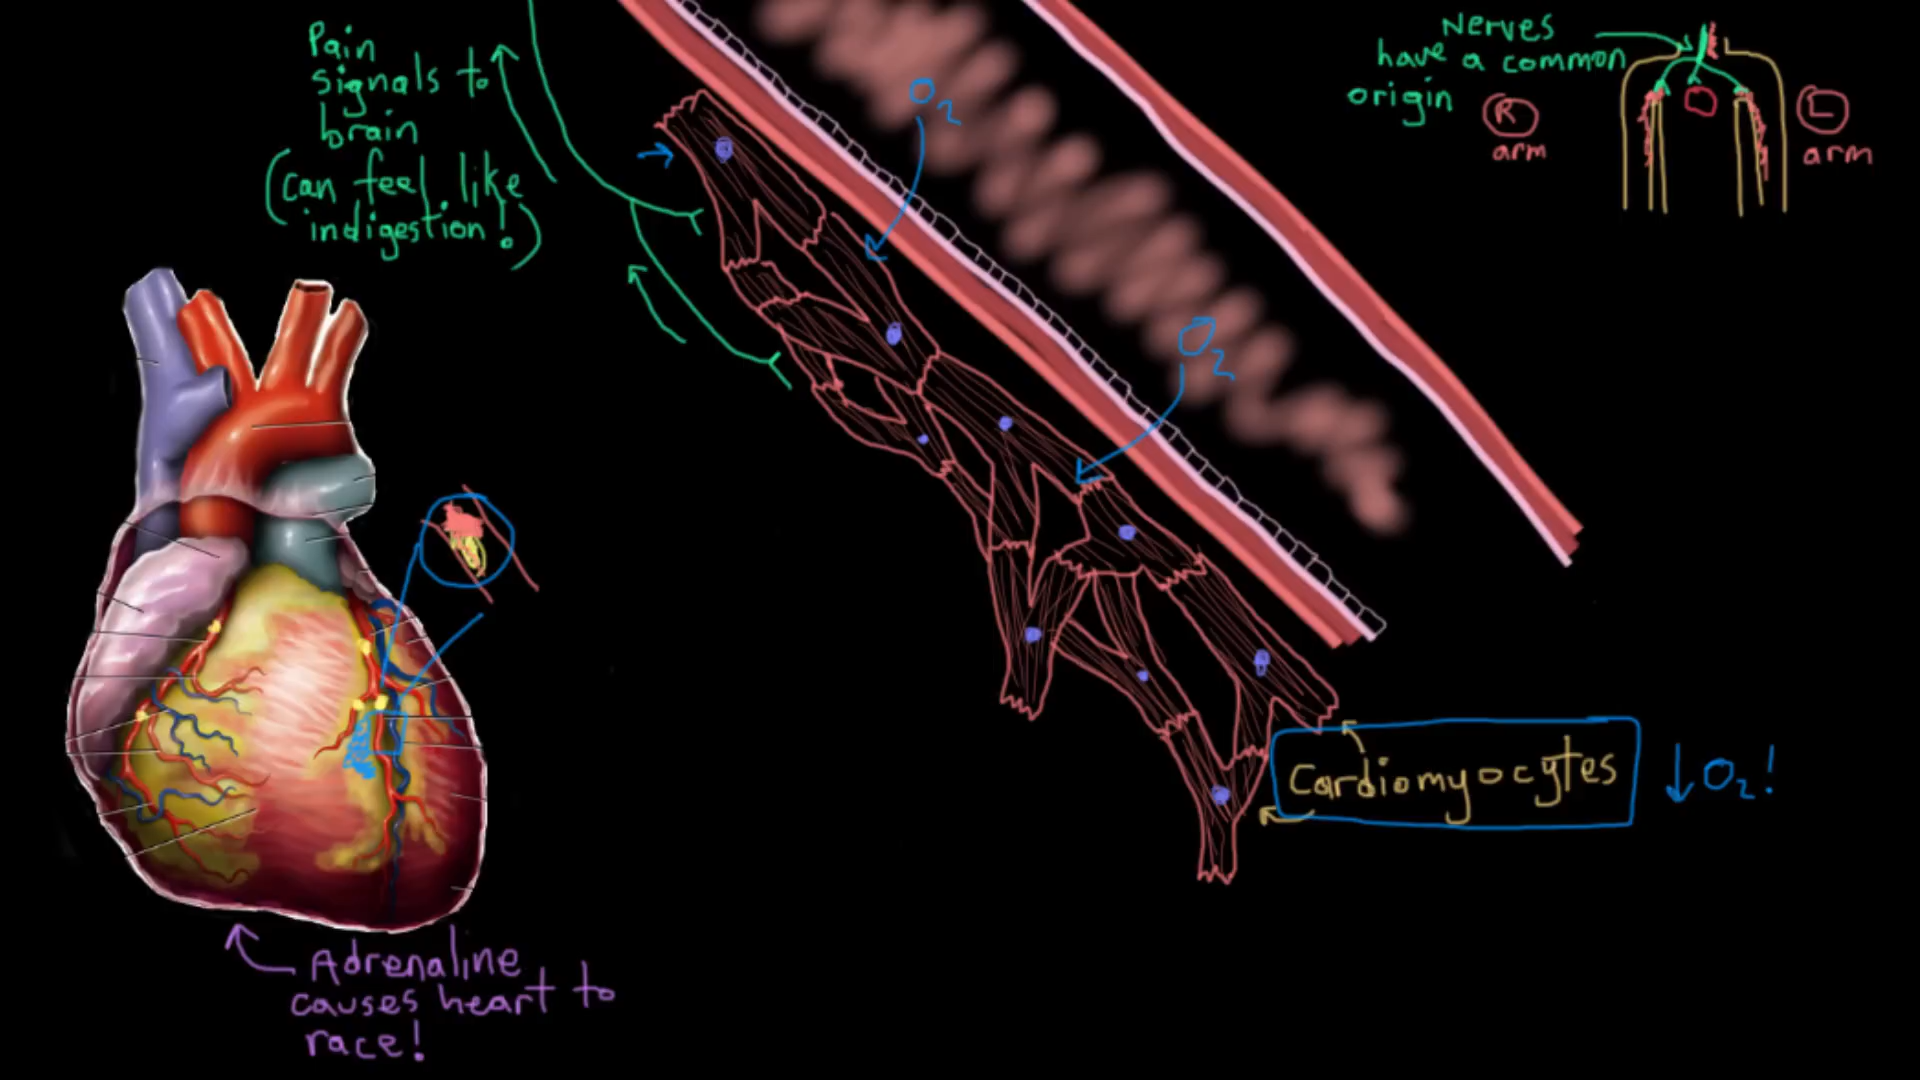 Pain
signals to
brain
(can feel like
indigestion!)
O2
O2
Nerves
have a common
origin
R
arm
L
arm
Cardiomyocytes
↓O2!
Adrenaline
causes heart to
race!